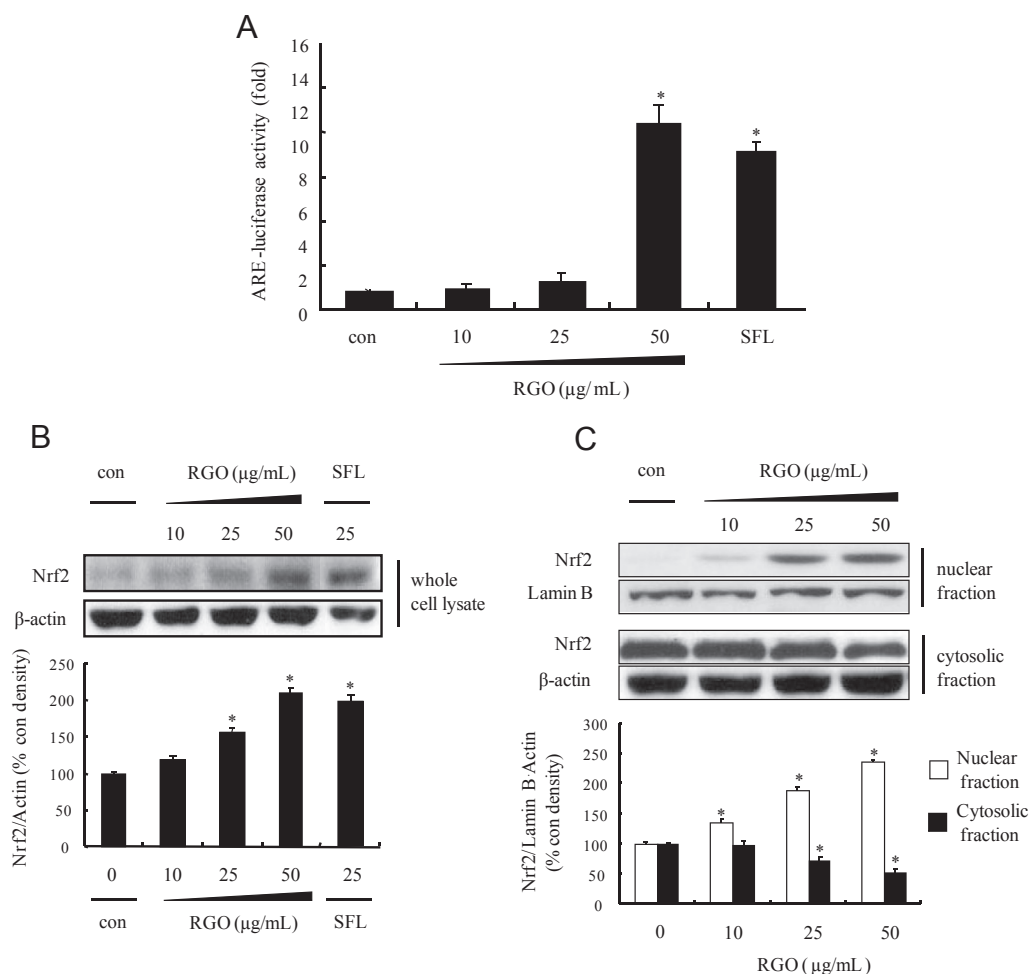 A
ARE-luciferase activity (fold)
16
14
12
10
8
6
4
2
0
*
*
con 10 25 50 SFL
RGO (µg/mL)
B
con RGO (µg/mL) SFL
10 25 50 25
Nrf2
β-actin
whole
cell lysate
Nrf2/Actin (% con density)
250
200
150
100
50
0
*
*
*
0 10 25 50 25
con RGO (µg/mL) SFL
C
con RGO (µg/mL)
10 25 50
Nrf2
Lamin B
nuclear
fraction
Nrf2
β-actin
cytosolic
fraction
Nrf2/Lamin B·Actin
(% con density)
300
250
200
150
100
50
0
*
*
*
*
*
Nuclear
fraction
Cytosolic
fraction
0 10 25 50
RGO (µg/mL)